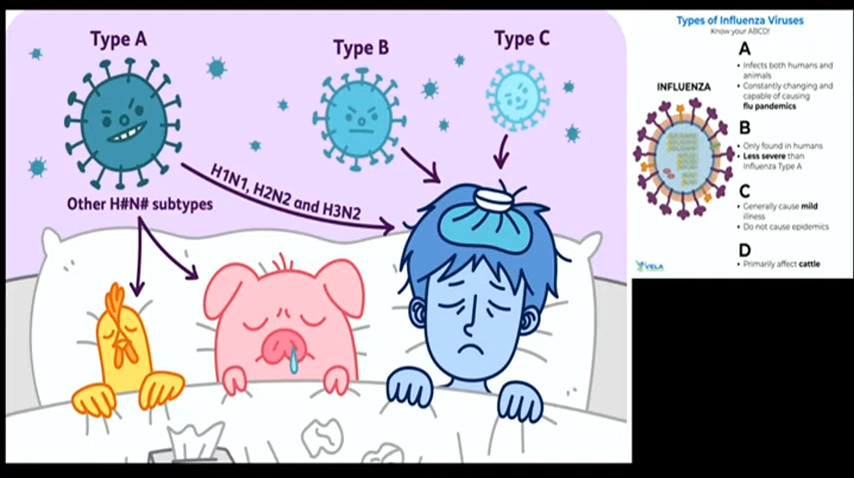 Type A
Type B
Type C
H1N1, H2N2 and H3N2
Other H#N# subtypes
Types of Influenza Viruses
Know your ABCD!
INFLUENZA
A
• Infects both humans and
animals
• Constantly changing and
capable of causing
flu pandemics
B
• Only found in humans
• Less severe than
Influenza Type A
C
• Generally cause mild
illness
• Do not cause epidemics
D
• Primarily affect cattle
VELA